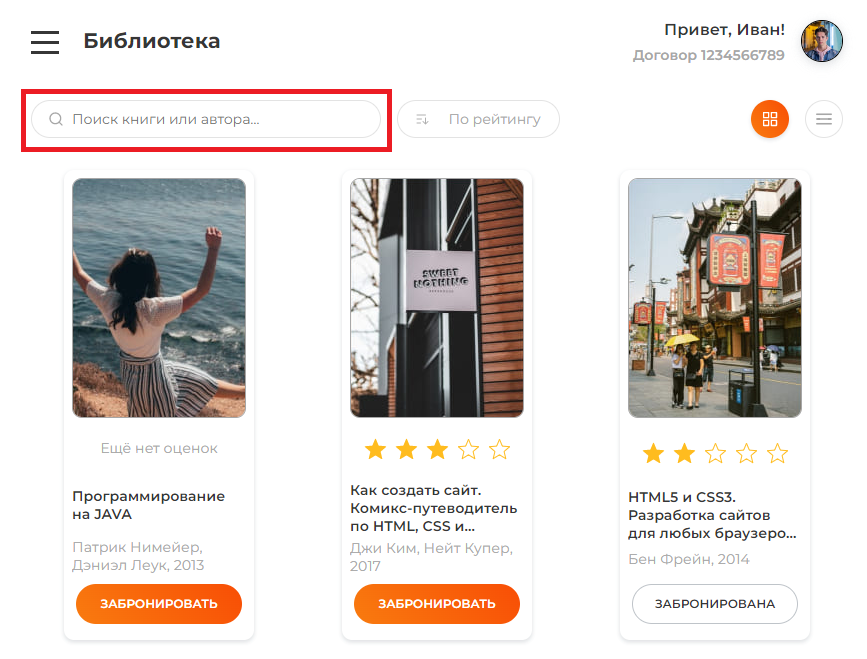 Библиотека
Привет, Иван!
Договор 1234566789
Поиск книги или автора...
По рейтингу
SWEET
NOTHING
Ещё нет оценок
Программирование
на JAVA
Патрик Нимейер,
Дэниэл Леук, 2013
ЗАБРОНИРОВАТЬ
Как создать сайт.
Комикс-путеводитель
по HTML, CSS и...
Джи Ким, Нейт Купер,
2017
ЗАБРОНИРОВАТЬ
HTML5 и CSS3.
Разработка сайтов
для любых браузеро...
Бен Фрейн, 2014
ЗАБРОНИРОВАНА